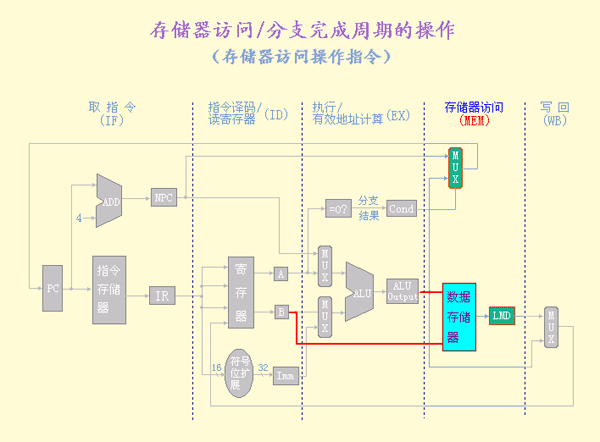 存储器访问/分支完成周期的操作
(存储器访问操作指令)
取 指 令
(IF)
指令译码/
读寄存器
(ID)
执行/
有效地址计算
(EX)
存储器访问
(MEM)
写 回
(WB)
M
U
X
ADD
NPC
4
=0?
分支
结果
Cond
PC
指令
存储
器
IR
寄
存
器
A
B
M
U
X
M
U
X
ALU
ALU
Output
数据
存储
器
LMD
M
U
X
16
符号
位扩
展
32
Imm